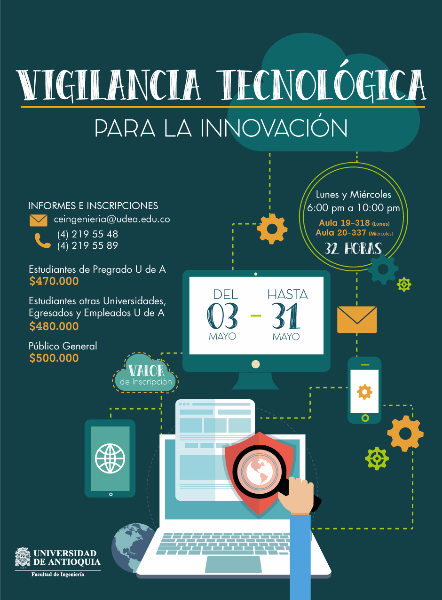 VIGILANCIA TECNOLÓGICA
PARA LA INNOVACIÓN
INFORMES E INSCRIPCIONES
ceingenieria@udea.edu.co
(4) 219 55 48
(4) 219 55 89
Estudiantes de Pregrado U de A
$470.000
Estudiantes otras Universidades,
Egresados y Empleados U de A
$480.000
Público General
$500.000
VALOR
de Inscripción
Lunes y Miércoles
6:00 pm a 10:00 pm
Aula 19-318 (Lunes)
Aula 20-337 (Miércoles)
32 HORAS
DEL
03
MAYO
-
HASTA
31
MAYO
UNIVERSIDAD
DE ANTIOQUIA
Facultad de Ingeniería